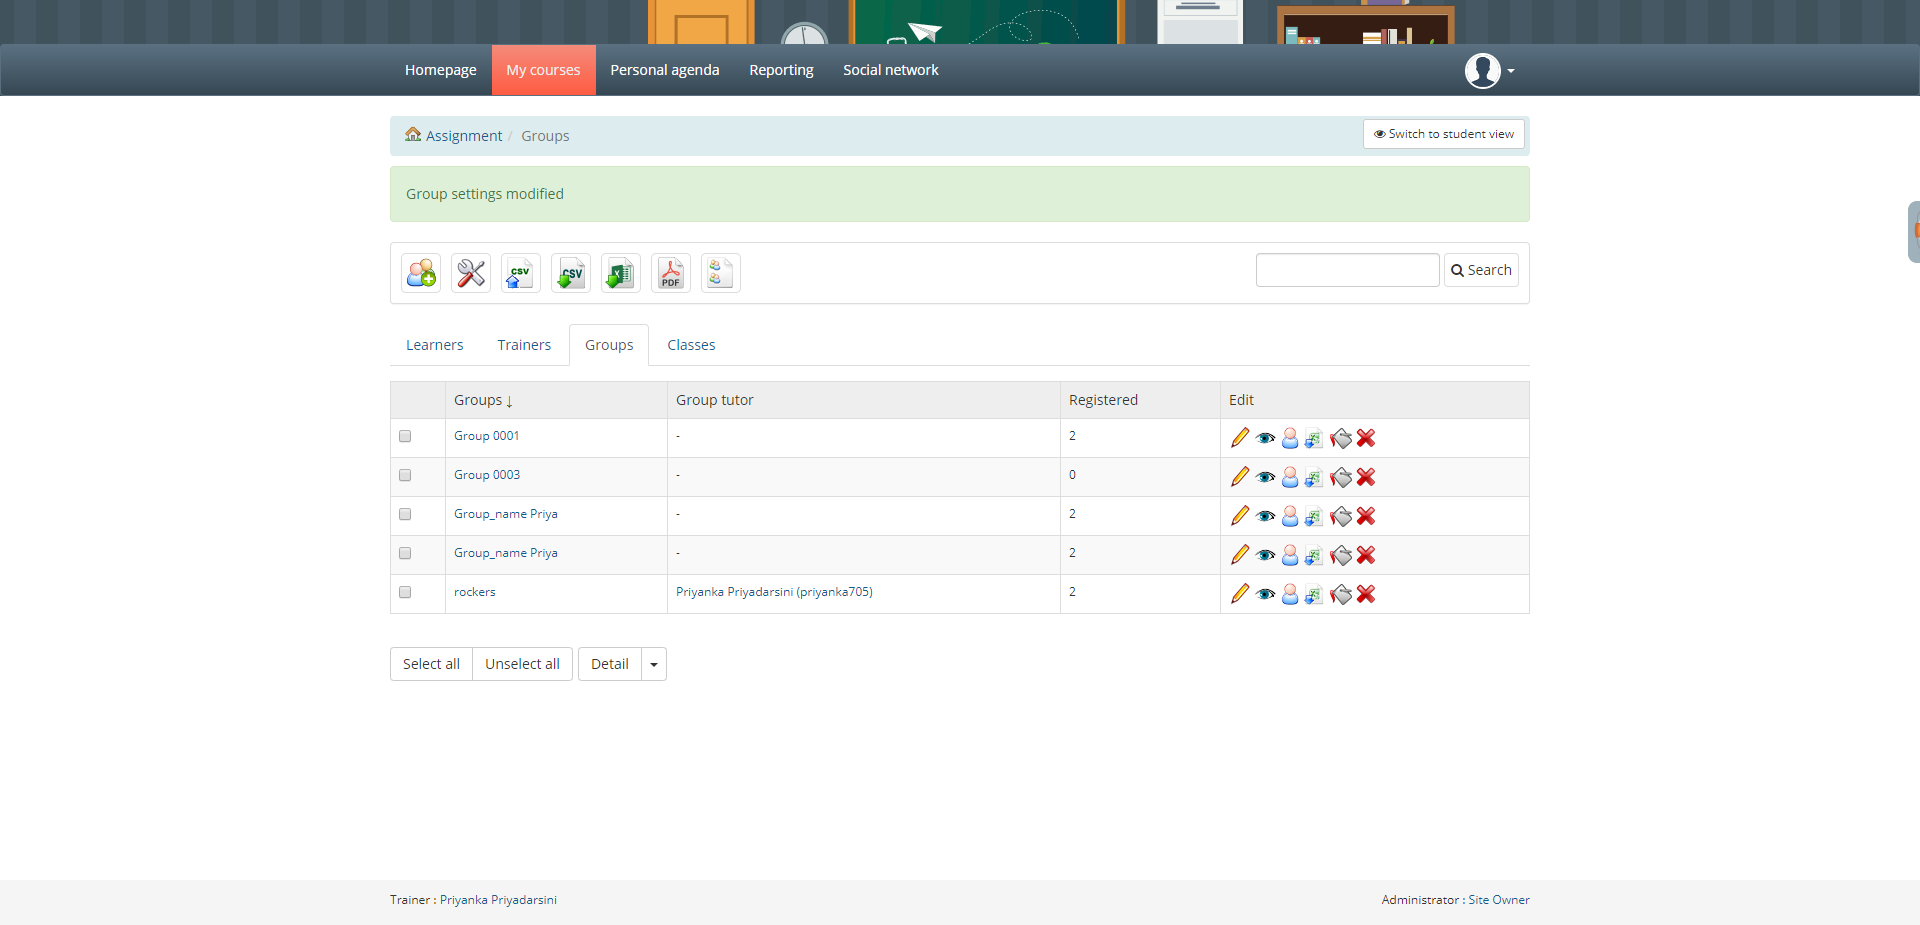 Homepage My courses Personal agenda Reporting Social network
Assignment / Groups Switch to student view
Group settings modified
CSV CSV PDF Search
Learners Trainers Groups Classes
Groups ↓ Group tutor Registered Edit
Group 0001 - 2
Group 0003 - 0
Group_name Priya - 2
Group_name Priya - 2
rockers Priyanka Priyadarsini (priyanka705) 2
Select all Unselect all Detail
Trainer : Priyanka Priyadarsini Administrator : Site Owner